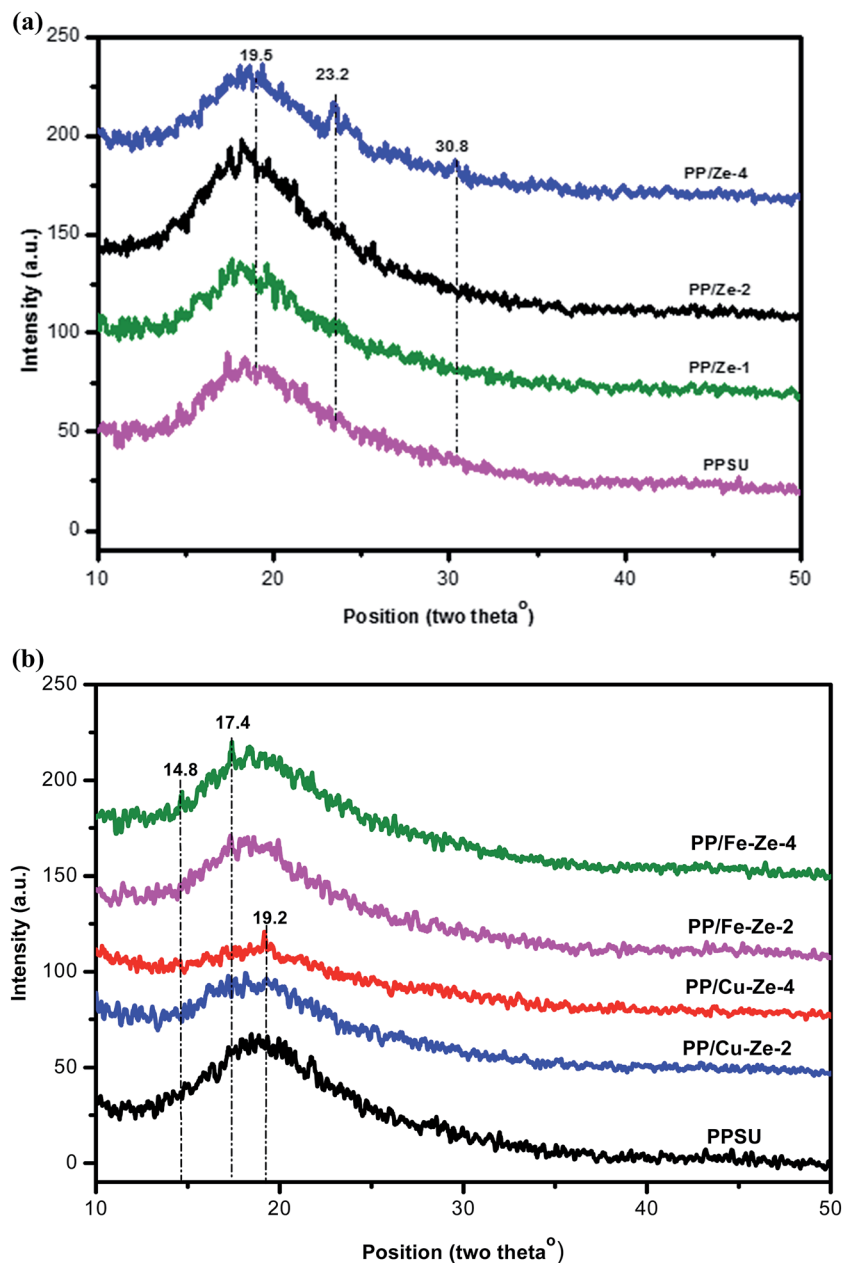 (a)
250
200
150
100
50
0
Intensity (a.u.)
19.5
23.2
30.8
PP/Ze-4
PP/Ze-2
PP/Ze-1
PPSU
10 20 30 40 50
Position (two theta°)
(b)
250
200
150
100
50
0
Intensity (a.u.)
14.8
17.4
19.2
PP/Fe-Ze-4
PP/Fe-Ze-2
PP/Cu-Ze-4
PP/Cu-Ze-2
PPSU
10 20 30 40 50
Position (two theta°)